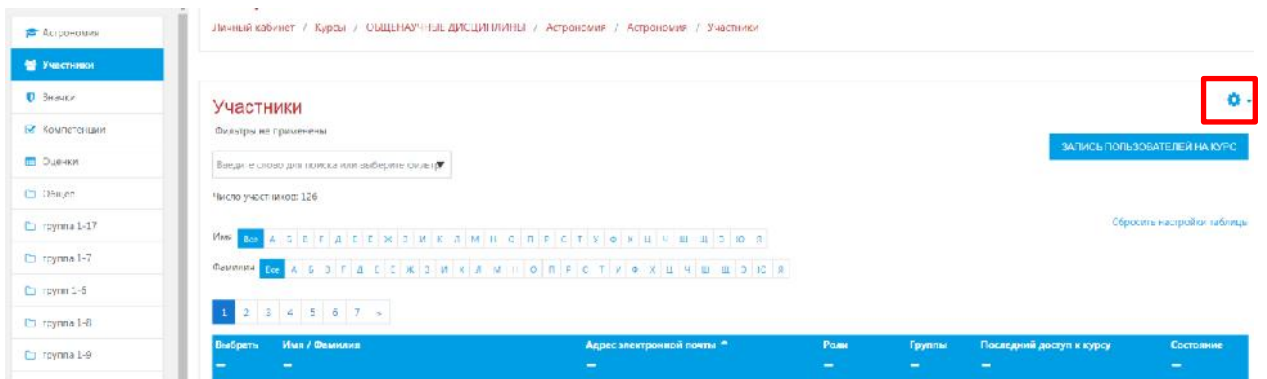 Личный кабинет / Курсы / ОБЩЕНАУЧНЫЕ ДИСЦИПЛИНЫ / Астрономия / Астрономия / Участники
Астрономия
Участники
Значки
Компетенции
Оценки
Общее
группа 1-17
группа 1-7
групп 1-6
группа 1-8
группа 1-9
Участники
Фильтры не применены
ЗАПИСЬ ПОЛЬЗОВАТЕЛЕЙ НА КУРС
Введите слово для поиска или выберите фильтр
Число участников: 126
Сбросить настройки таблицы
Имя Все А Б В Г Д Е Ё Ж З И К Л М Н О П Р С Т У Ф Х Ц Ч Ш Щ Э Ю Я
Фамилия Все А Б В Г Д Е Ё Ж З И К Л М Н О П Р С Т У Ф Х Ц Ч Ш Щ Э Ю Я
1 2 3 4 5 6 7 »
Выбрать Имя / Фамилия Адрес электронной почты Роли Группы Последний доступ к курсу Состояние